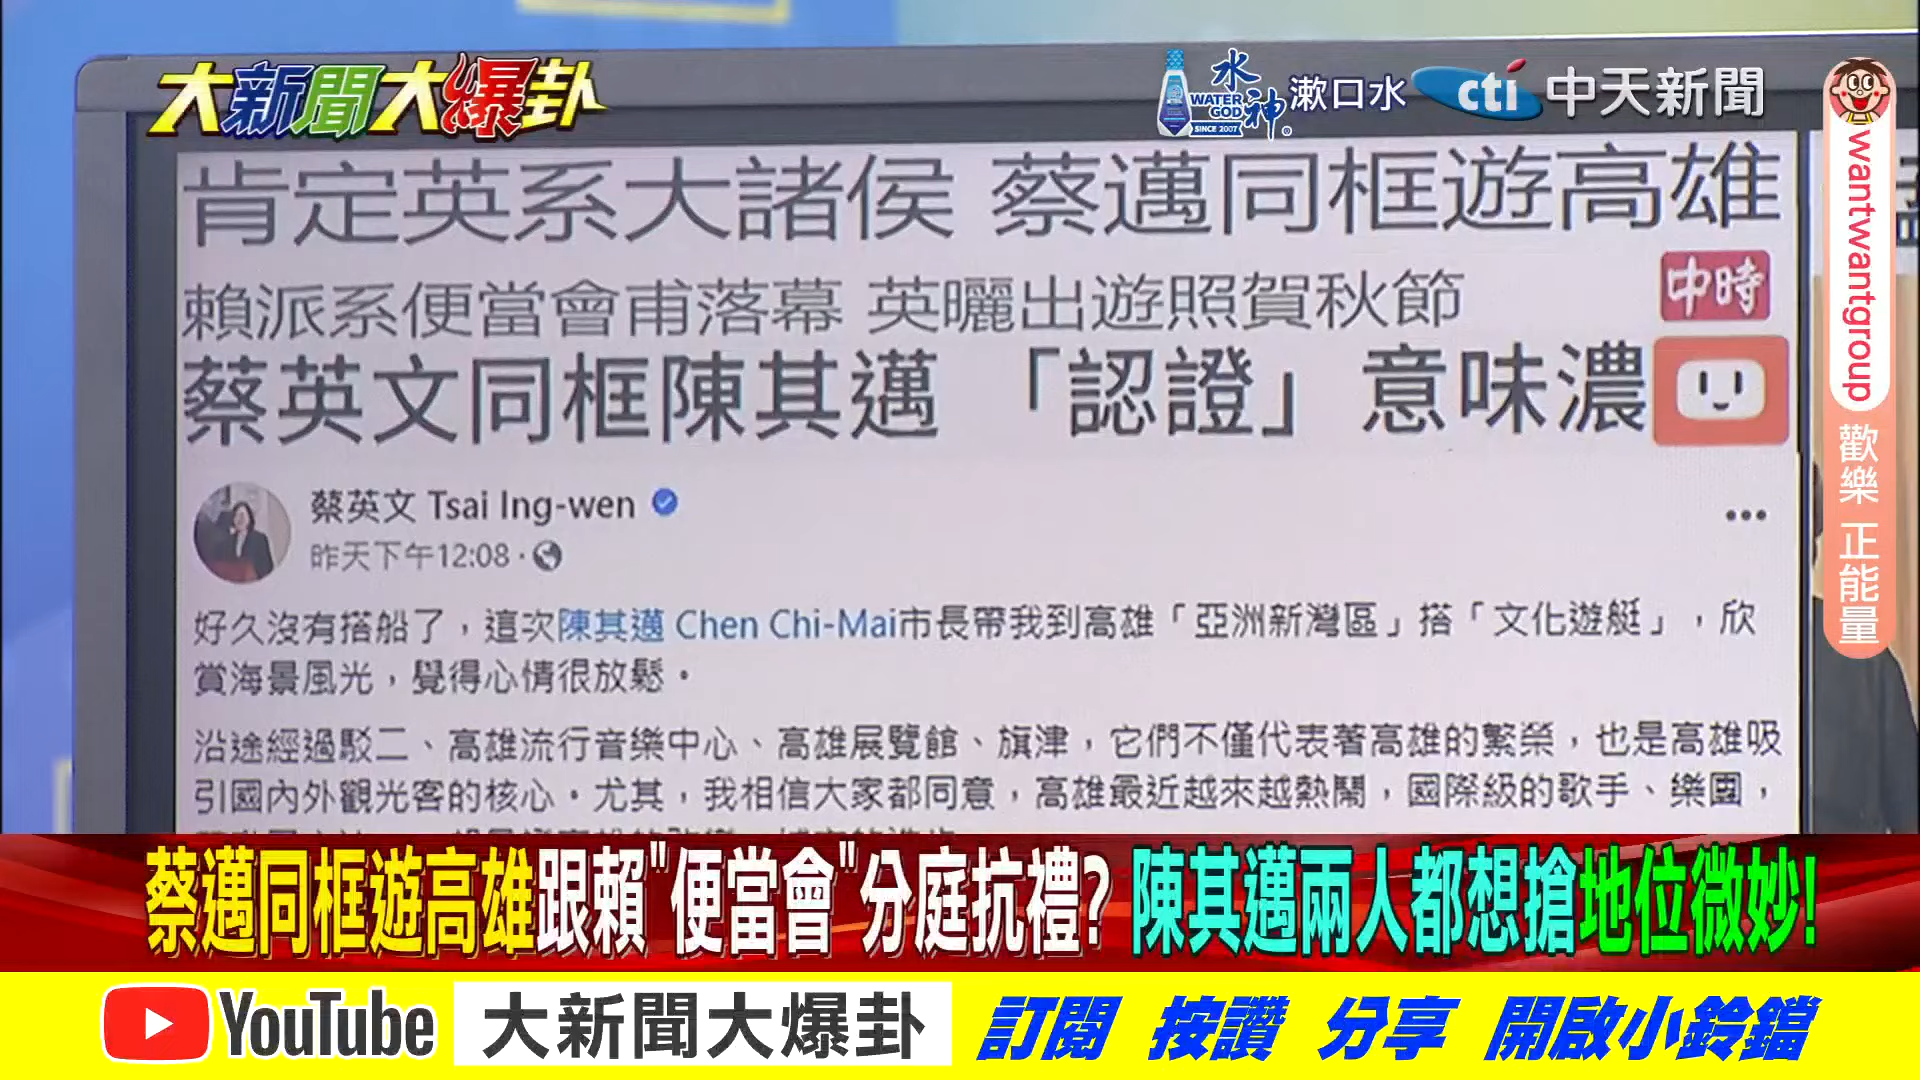 大新聞大爆卦
水神
WATER GOD
SINCE 2007
漱口水
cti 中天新聞
wantwantgroup
歡樂 正能量
肯定英系大諸侯 蔡邁同框遊高雄
賴派系便當會甫落幕 英曬出遊照賀秋節
中時
蔡英文同框陳其邁 「認證」意味濃
蔡英文 Tsai Ing-wen
昨天下午12:08 ·
好久沒有搭船了，這次陳其邁 Chen Chi-Mai市長帶我到高雄「亞洲新灣區」搭「文化遊艇」，欣
賞海景風光，覺得心情很放鬆。
沿途經過駁二、高雄流行音樂中心、高雄展覽館、旗津，它們不僅代表著高雄的繁榮，也是高雄吸
引國內外觀光客的核心。尤其，我相信大家都同意，高雄最近越來越熱鬧，國際級的歌手、樂團，
蔡邁同框遊高雄跟賴"便當會"分庭抗禮? 陳其邁兩人都想搶地位微妙!
YouTube 大新聞大爆卦 訂閱 按讚 分享 開啟小鈴鐺